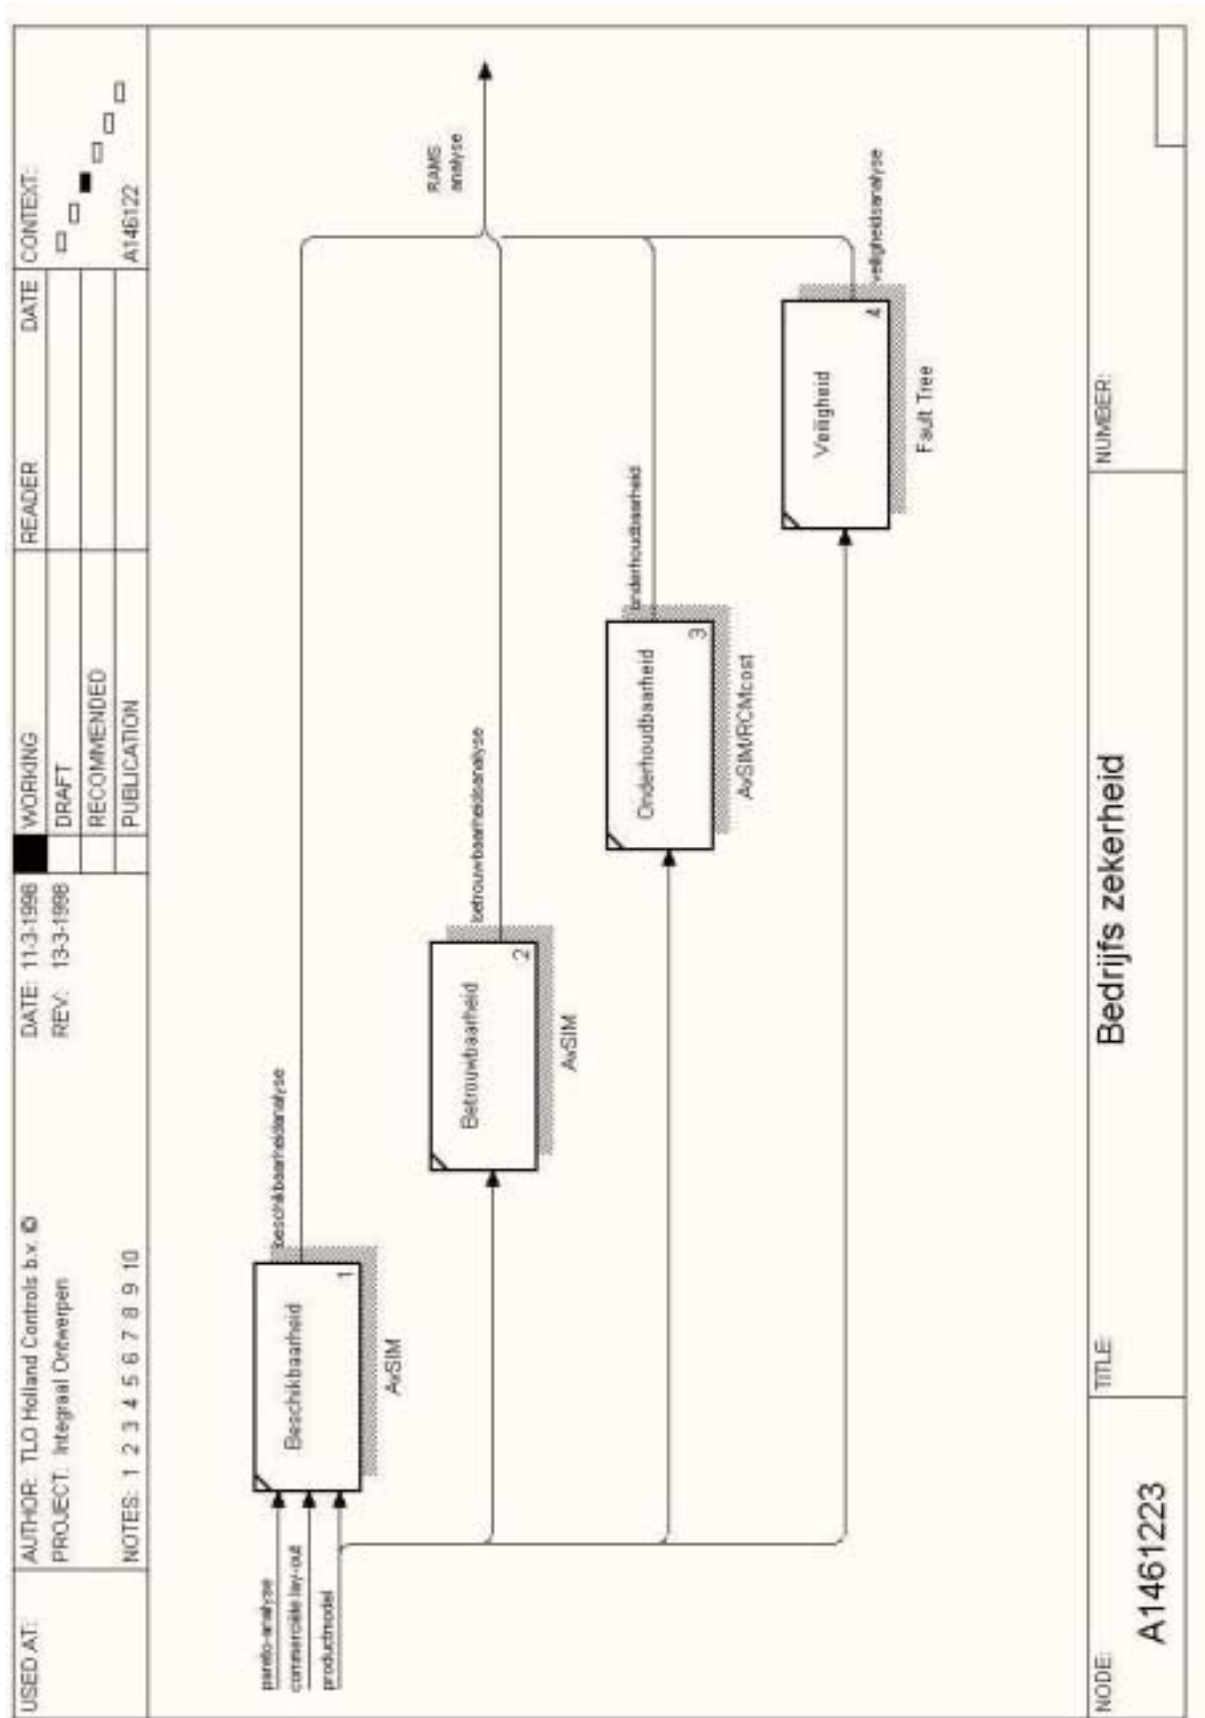 USED AT:
AUTHOR: TLO Holland Controls b.v. ©
PROJECT: Integraal Ontwerpen
NOTES: 1 2 3 4 5 6 7 8 9 10
DATE: 11-3-1998
REV: 13-3-1998
WORKING
DRAFT
RECOMMENDED
PUBLICATION
READER
DATE
CONTEXT:
A146122
pareto-analyse
commerciële lay-out
productmodel
Beschikbaarheid
1
AvSIM
beschikbaarheidanalyse
Betrouwbaarheid
2
AvSIM
betrouwbaarheidsanalyse
Onderhoudbaarheid
3
AvSIM/RCMcost
onderhoudbaarheid
Veiligheid
4
Fault Tree
veiligheidsanalyse
RAMS
analyse
NODE:
A1461223
TITLE:
Bedrijfs zekerheid
NUMBER: